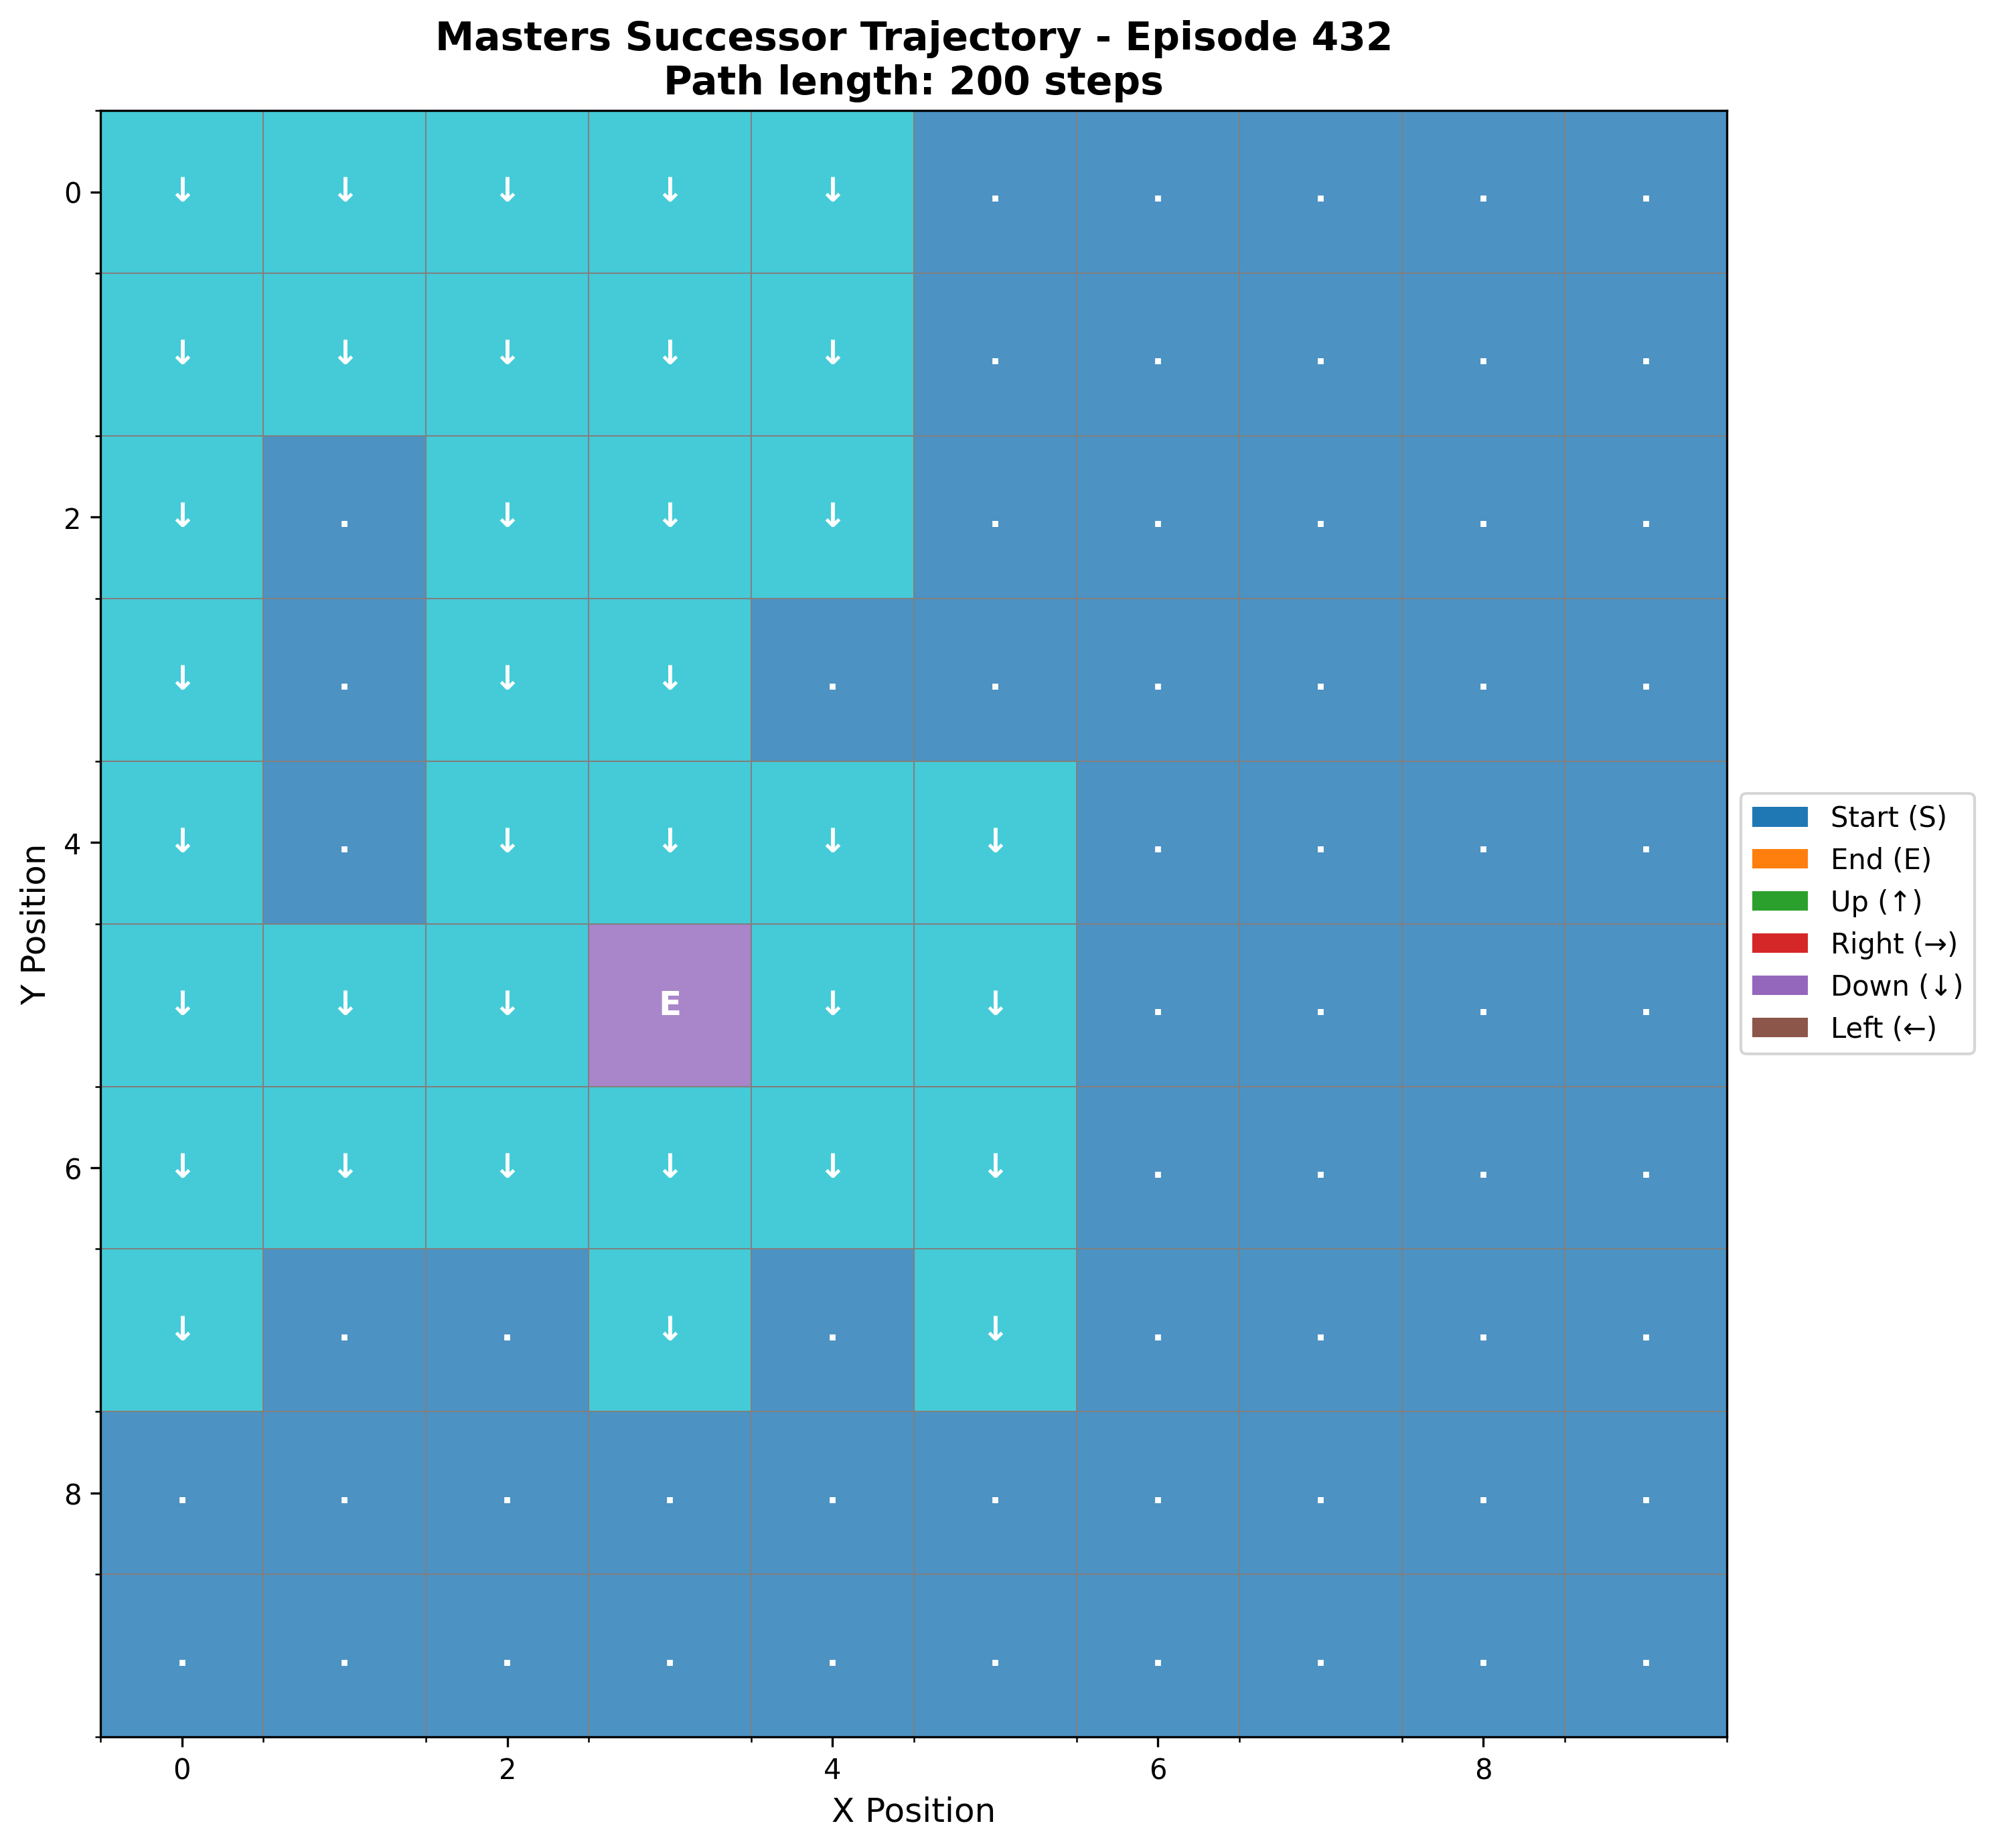 Masters Successor Trajectory - Episode 432
Path length: 200 steps
0 ↓ ↓ ↓ ↓ ↓ . . . . .
↓ ↓ ↓ ↓ ↓ . . . . .
2 ↓ . ↓ ↓ ↓ . . . . .
↓ . ↓ ↓ . . . . . .
4 ↓ . ↓ ↓ ↓ ↓ . . . .
↓ ↓ ↓ E ↓ ↓ . . . .
6 ↓ ↓ ↓ ↓ ↓ ↓ . . . .
↓ . . ↓ . ↓ . . . .
8 . . . . . . . . . .
. . . . . . . . . .
0 2 4 6 8
X Position
Y Position
Start (S)
End (E)
Up (↑)
Right (→)
Down (↓)
Left (←)